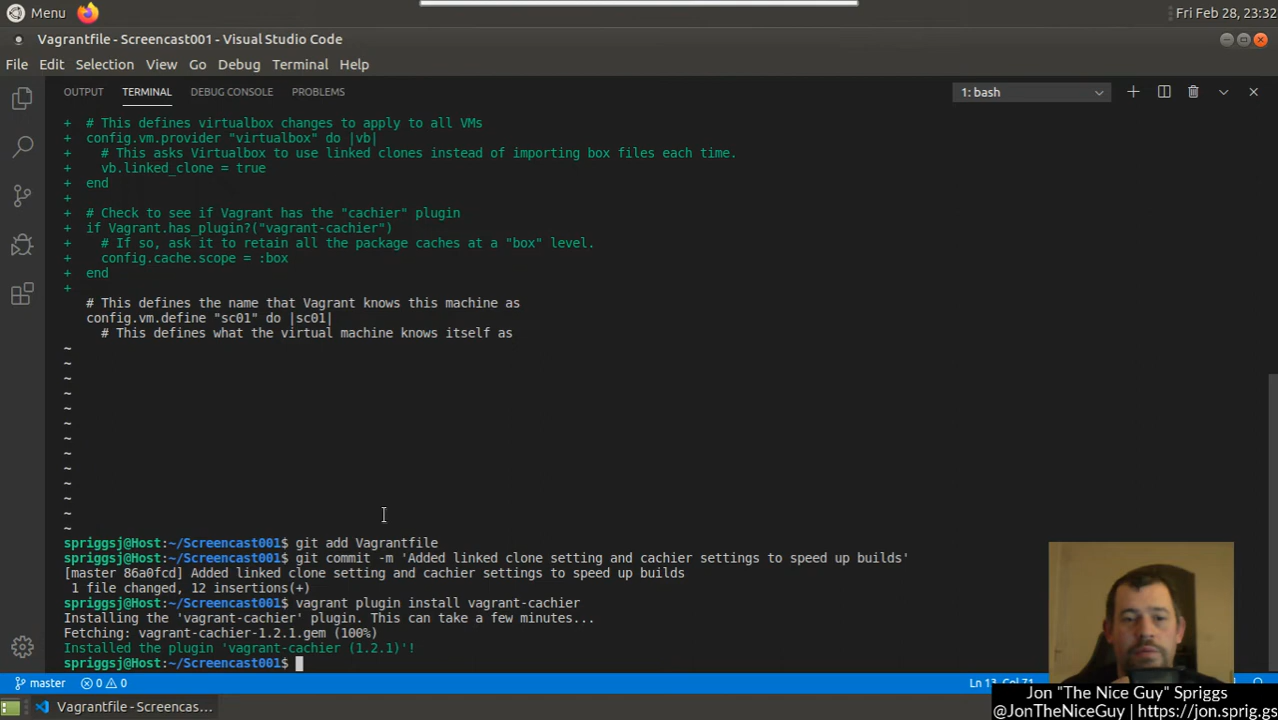 Menu
Fri Feb 28, 23:32
Vagrantfile - Screencast001 - Visual Studio Code
File Edit Selection View Go Debug Terminal Help
OUTPUT TERMINAL DEBUG CONSOLE PROBLEMS
1: bash
+ # This defines virtualbox changes to apply to all VMs
+ config.vm.provider "virtualbox" do |vb|
+ # This asks Virtualbox to use linked clones instead of importing box files each time.
+ vb.linked_clone = true
+ end
+
+ # Check to see if Vagrant has the "cachier" plugin
+ if Vagrant.has_plugin?("vagrant-cachier")
+ # If so, ask it to retain all the package caches at a "box" level.
+ config.cache.scope = :box
+ end
+
# This defines the name that Vagrant knows this machine as
config.vm.define "sc01" do |sc01|
# This defines what the virtual machine knows itself as
~
~
~
~
~
~
~
~
~
~
~
~
~
spriggsj@Host:~/Screencast001$ git add Vagrantfile
spriggsj@Host:~/Screencast001$ git commit -m 'Added linked clone setting and cachier settings to speed up builds'
[master 86a0fcd] Added linked clone setting and cachier settings to speed up builds
1 file changed, 12 insertions(+)
spriggsj@Host:~/Screencast001$ vagrant plugin install vagrant-cachier
Installing the 'vagrant-cachier' plugin. This can take a few minutes...
Fetching: vagrant-cachier-1.2.1.gem (100%)
Installed the plugin 'vagrant-cachier (1.2.1)'!
spriggsj@Host:~/Screencast001$
master 0 0
Ln 13, Col 71
Jon "The Nice Guy" Spriggs
@JonTheNiceGuy | https://jon.sprig.gs
Vagrantfile - Screencas...